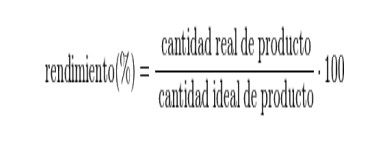 rendimiento(%) = cantidad real de producto / cantidad ideal de producto · 100